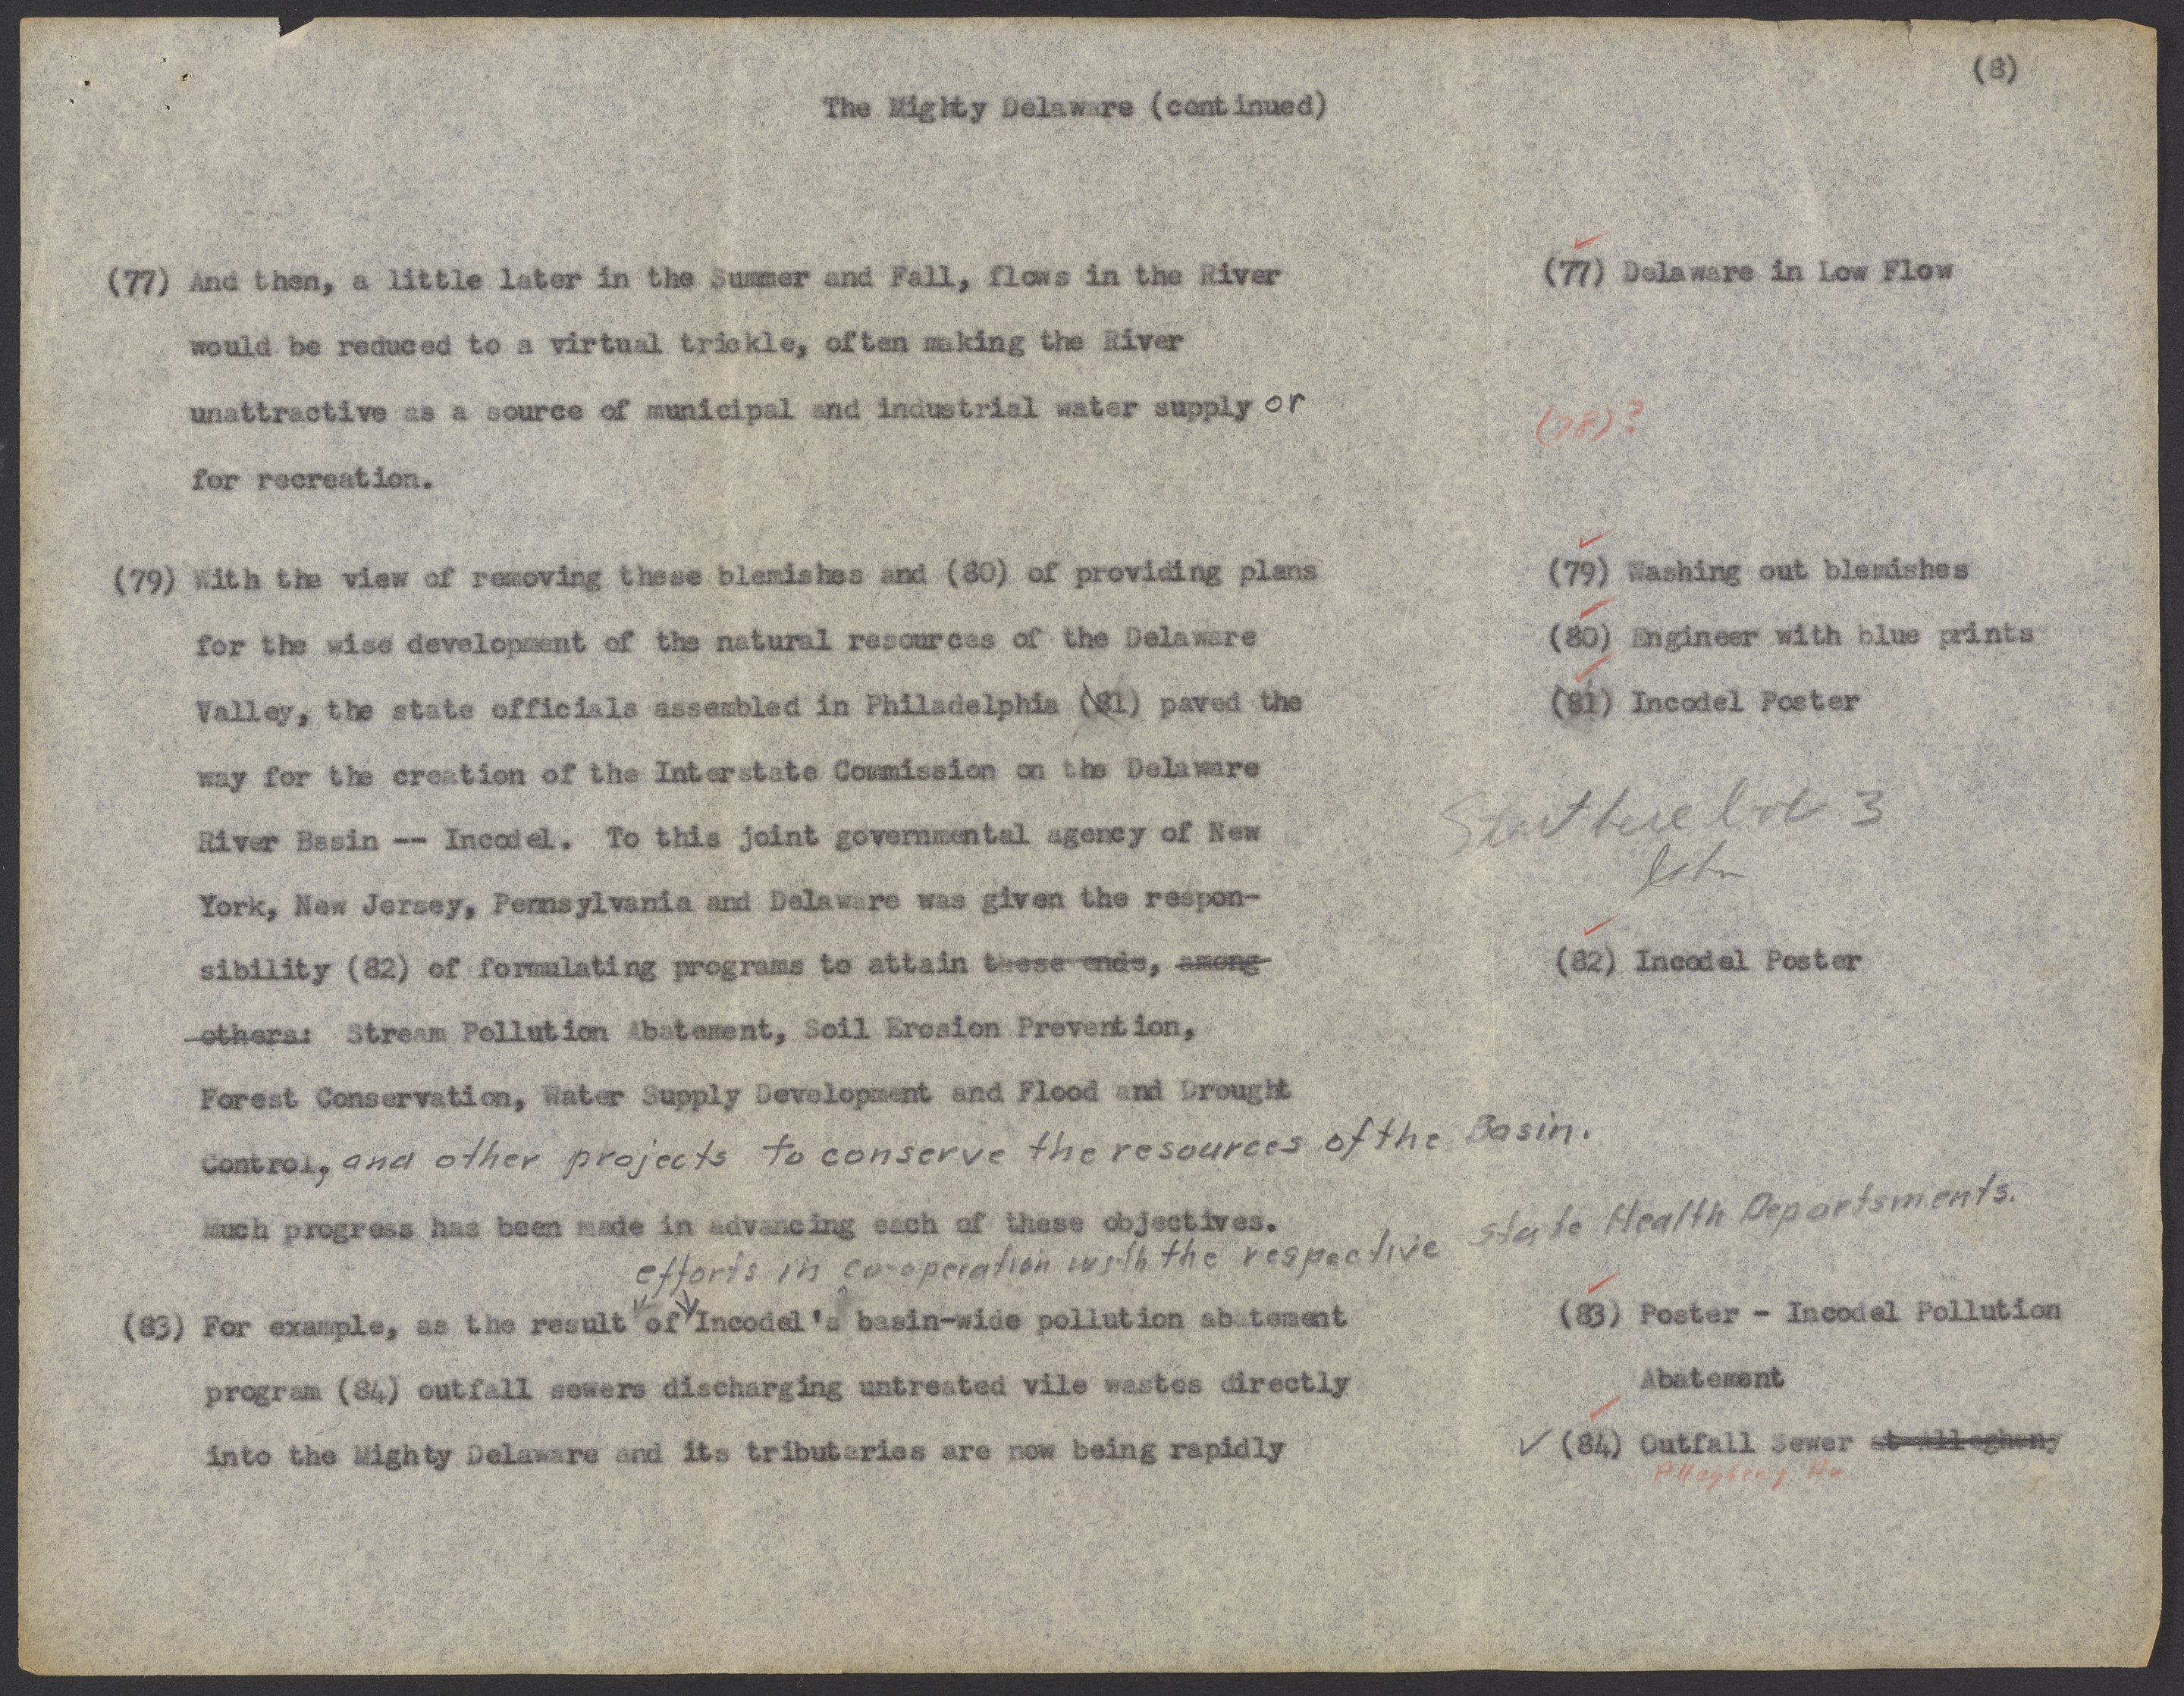 (8)
The Mighty Delaware (continued)
(77) And then, a little later in the Summer and Fall, flows in the River
would be reduced to a virtual trickle, often making the River
unattractive as a source of municipal and industrial water supply or
for recreation.
(77) Delaware in Low Flow
(78)?
(79) With the view of removing these blemishes and (80) of providing plans
for the wise development of the natural resources of the Delaware
Valley, the state officials assembled in Philadelphia (81) paved the
way for the creation of the Interstate Commission on the Delaware
River Basin -- Incodel. To this joint governmental agency of New
York, New Jersey, Pennsylvania and Delaware was given the respon-
sibility (82) of formulating programs to attain these ends, among
others: Stream Pollution Abatement, Soil Erosion Prevention,
Forest Conservation, Water Supply Development and Flood and Drought
Control, and other projects to conserve the resources of the Basin.
Much progress has been made in advancing each of these objectives.
(79) Washing out blemishes
(80) Engineer with blue prints
(81) Incodel Poster
3
(82) Incodel Poster
efforts in co-operation with the respective state Health Departsments.
(83) For example, as the result of Incodel's basin-wide pollution abatement
program (84) outfall sewers discharging untreated vile wastes directly
into the Mighty Delaware and its tributaries are now being rapidly
(83) Poster - Incodel Pollution
Abatement
(84) Outfall Sewer at Allegheny